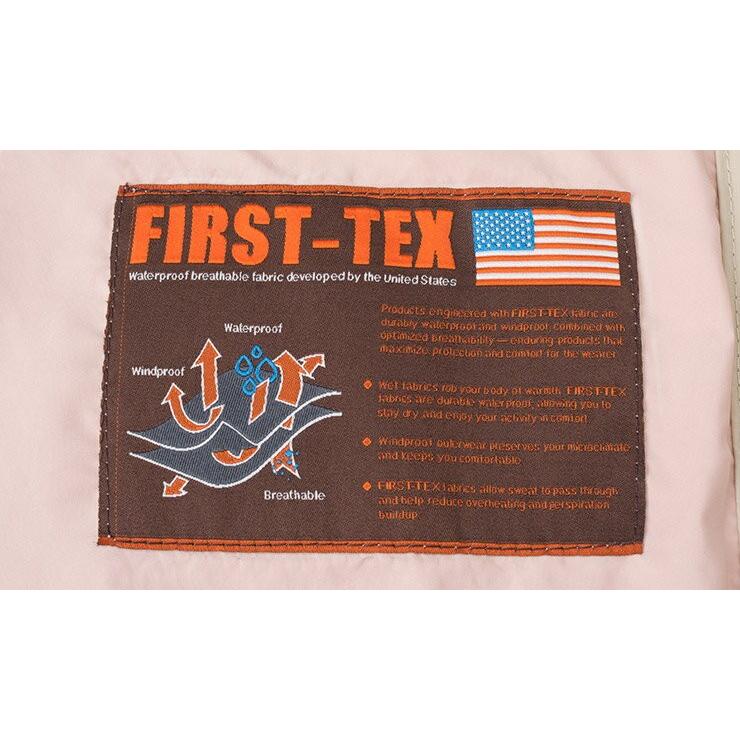 FIRST-TEX
Waterproof breathable fabric developed by the United States
Waterproof
Windproof
Breathable
Products engineered with FIRST-TEX fabric are
durably waterproof and windproof, combined with
optimized breathability — enduring products that
maximize protection and comfort for the wearer
Wet fabrics rob your body of warmth. FIRST-TEX
fabrics are durable waterproof, allowing you to
stay dry and enjoy your activity in comfort
Windproof outerwear preserves your microclimate
and keeps you comfortable
FIRST-TEX fabrics allow sweat to pass through
and help reduce overheating and perspiration
buildup